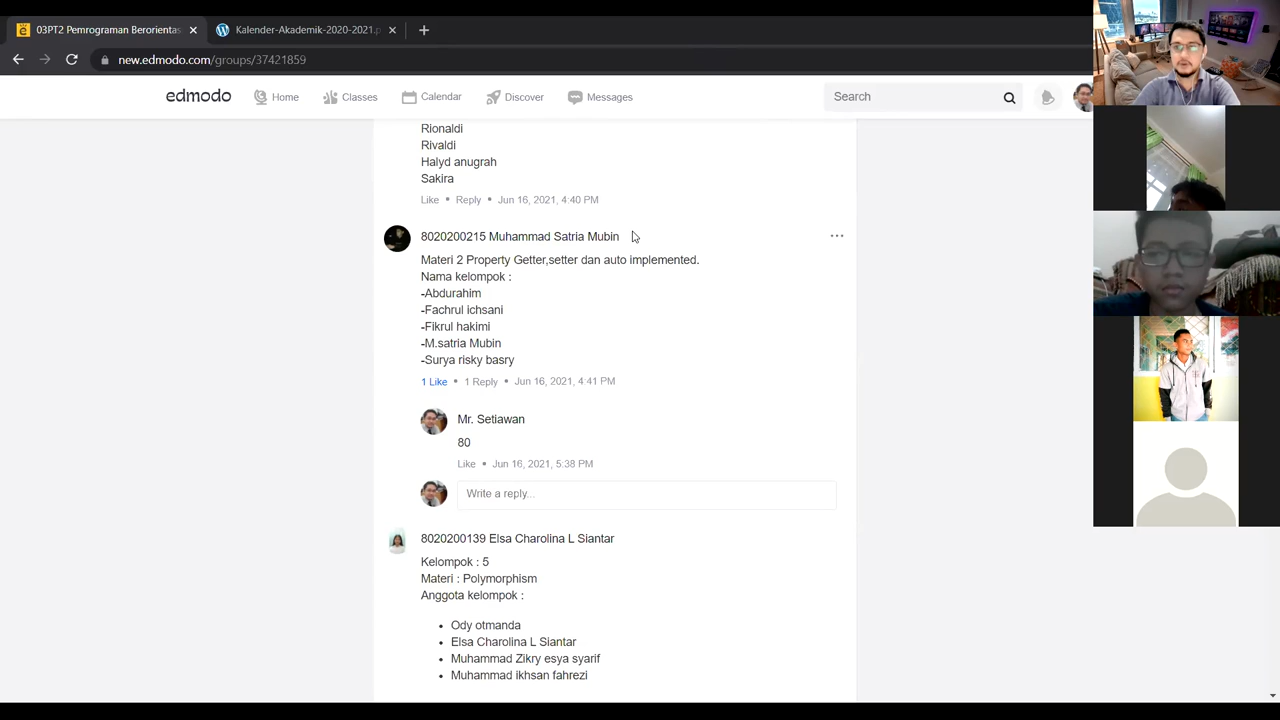 03PT2 Pemrograman Berorientas
Kalender-Akademik-2020-2021.p
new.edmodo.com/groups/37421859
edmodo
Home
Classes
Calendar
Discover
Messages
Search
Rionaldi
Rivaldi
Halyd anugrah
Sakira
Like • Reply • Jun 16, 2021, 4:40 PM
8020200215 Muhammad Satria Mubin
Materi 2 Property Getter,setter dan auto implemented.
Nama kelompok :
-Abdurahim
-Fachrul ichsani
-Fikrul hakimi
-M.satria Mubin
-Surya risky basry
1 Like • 1 Reply • Jun 16, 2021, 4:41 PM
Mr. Setiawan
80
Like • Jun 16, 2021, 5:38 PM
Write a reply...
8020200139 Elsa Charolina L Siantar
Kelompok : 5
Materi : Polymorphism
Anggota kelompok :
• Ody otmanda
• Elsa Charolina L Siantar
• Muhammad Zikry esya syarif
• Muhammad ikhsan fahrezi